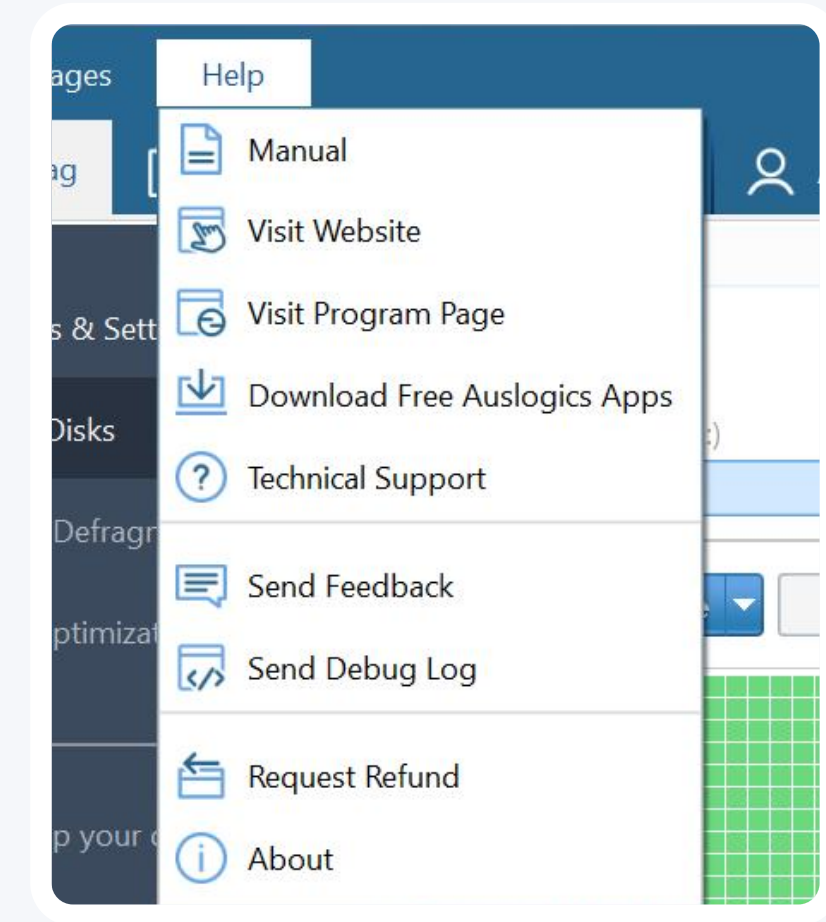 ages Help
ag
Manual
Visit Website
Visit Program Page
s & Sett
Download Free Auslogics Apps
Disks
:)
Technical Support
Defragr
Send Feedback
ptimizat
Send Debug Log
Request Refund
p your
About